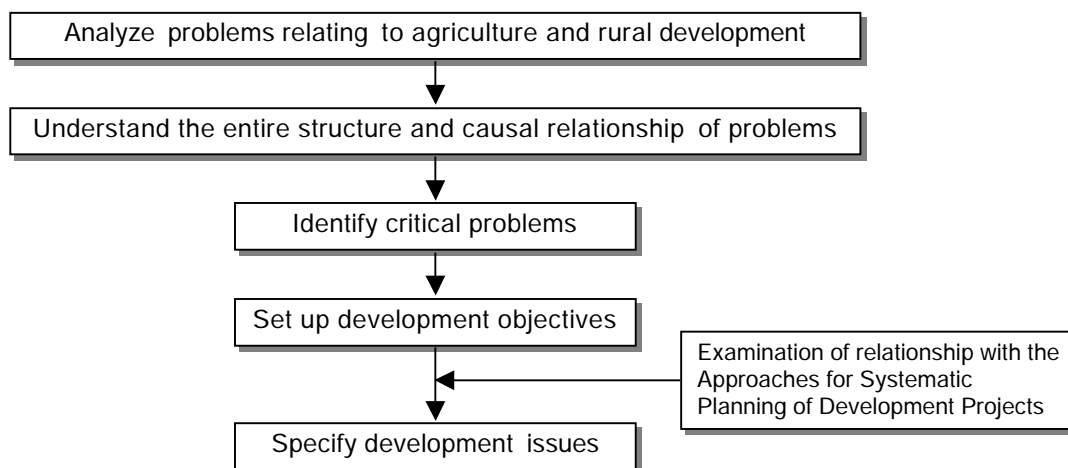 Analyze problems relating to agriculture and rural development
Understand the entire structure and causal relationship of problems
Identify critical problems
Set up development objectives
Examination of relationship with the
Approaches for Systematic
Planning of Development Projects
Specify development issues